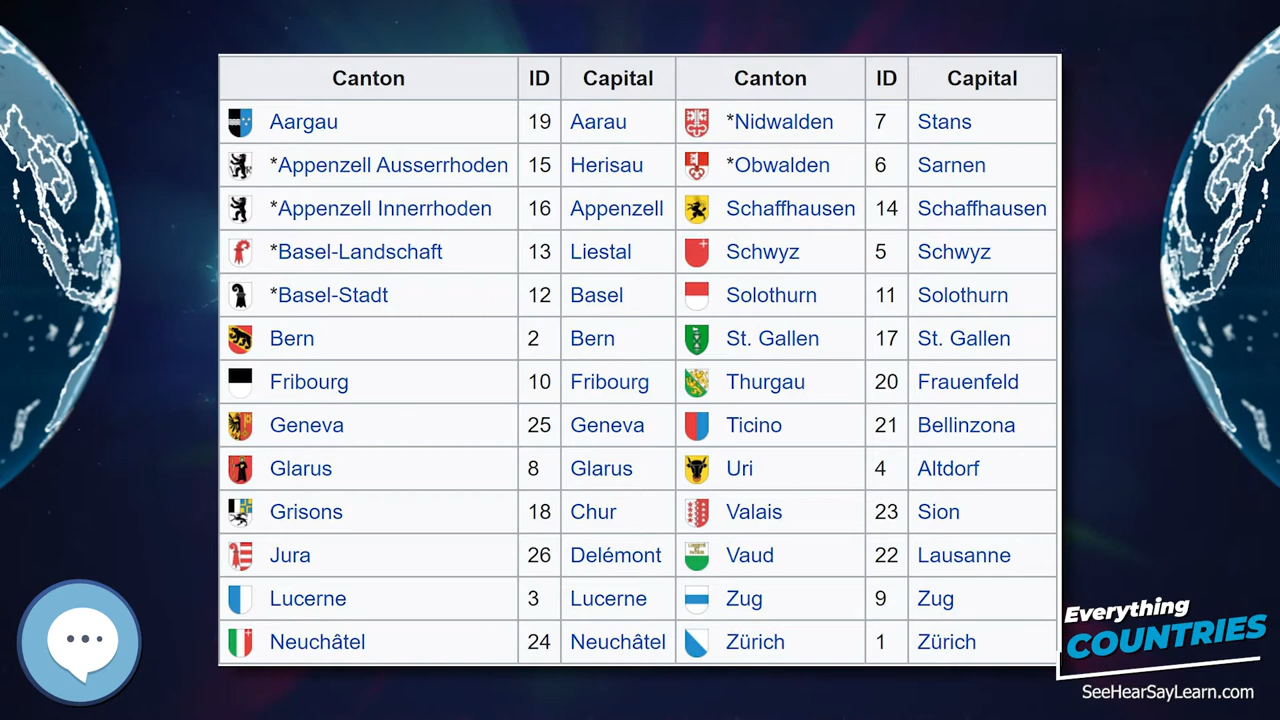 Canton ID Capital Canton ID Capital
Aargau 19 Aarau *Nidwalden 7 Stans
*Appenzell Ausserrhoden 15 Herisau *Obwalden 6 Sarnen
*Appenzell Innerrhoden 16 Appenzell Schaffhausen 14 Schaffhausen
*Basel-Landschaft 13 Liestal Schwyz 5 Schwyz
*Basel-Stadt 12 Basel Solothurn 11 Solothurn
Bern 2 Bern St. Gallen 17 St. Gallen
Fribourg 10 Fribourg Thurgau 20 Frauenfeld
Geneva 25 Geneva Ticino 21 Bellinzona
Glarus 8 Glarus Uri 4 Altdorf
Grisons 18 Chur Valais 23 Sion
Jura 26 Delémont Vaud 22 Lausanne
Lucerne 3 Lucerne Zug 9 Zug
Neuchâtel 24 Neuchâtel Zürich 1 Zürich
Everything
COUNTRIES
SeeHearSayLearn.com